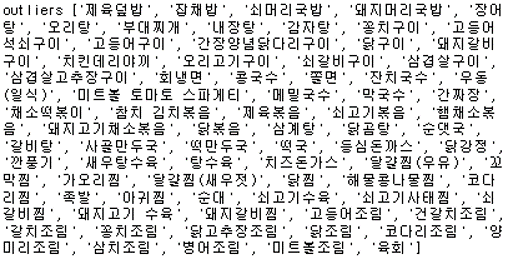 outliers ['제육덮밥', '잡채밥', '쇠머리국밥', '돼지머리국밥', '장어
탕', '오리탕', '부대찌개', '내장탕', '감자탕', '꽁치구이', '고등어
석쇠구이', '고등어구이', '간장양념닭다리구이', '닭구이', '돼지갈비
구이', '치킨데리야끼', '오리고기구이', '쇠갈비구이', '삼겹살구이',
'삼겹살고추장구이', '회냉면', '콩국수', '쫄면', '잔치국수', '우동
(일식)', '미트볼 토마토 스파게티', '메밀국수', '막국수', '간짜장',
'채소떡볶이', '참치 김치볶음', '제육볶음', '쇠고기볶음', '햄채소볶
음', '돼지고기채소볶음', '닭볶음', '삼계탕', '닭곰탕', '순댓국',
'갈비탕', '사골만두국', '떡만두국', '떡국', '등심돈까스', '닭강정',
'깐풍기', '새우탕수육', '탕수육', '치즈돈가스', '달걀찜(우유)', '꼬
막찜', '가오리찜', '달걀찜(새우젓)', '닭찜', '해물콩나물찜', '코다
리찜', '족발', '아귀찜', '순대', '쇠고기수육', '쇠고기사태찜', '쇠
갈비찜', '돼지고기 수육', '돼지갈비찜', '고등어조림', '건갈치조림',
'갈치조림', '꽁치조림', '닭고추장조림', '닭조림', '코다리조림', '양
미리조림', '삼치조림', '병어조림', '미트볼조림', '육회']